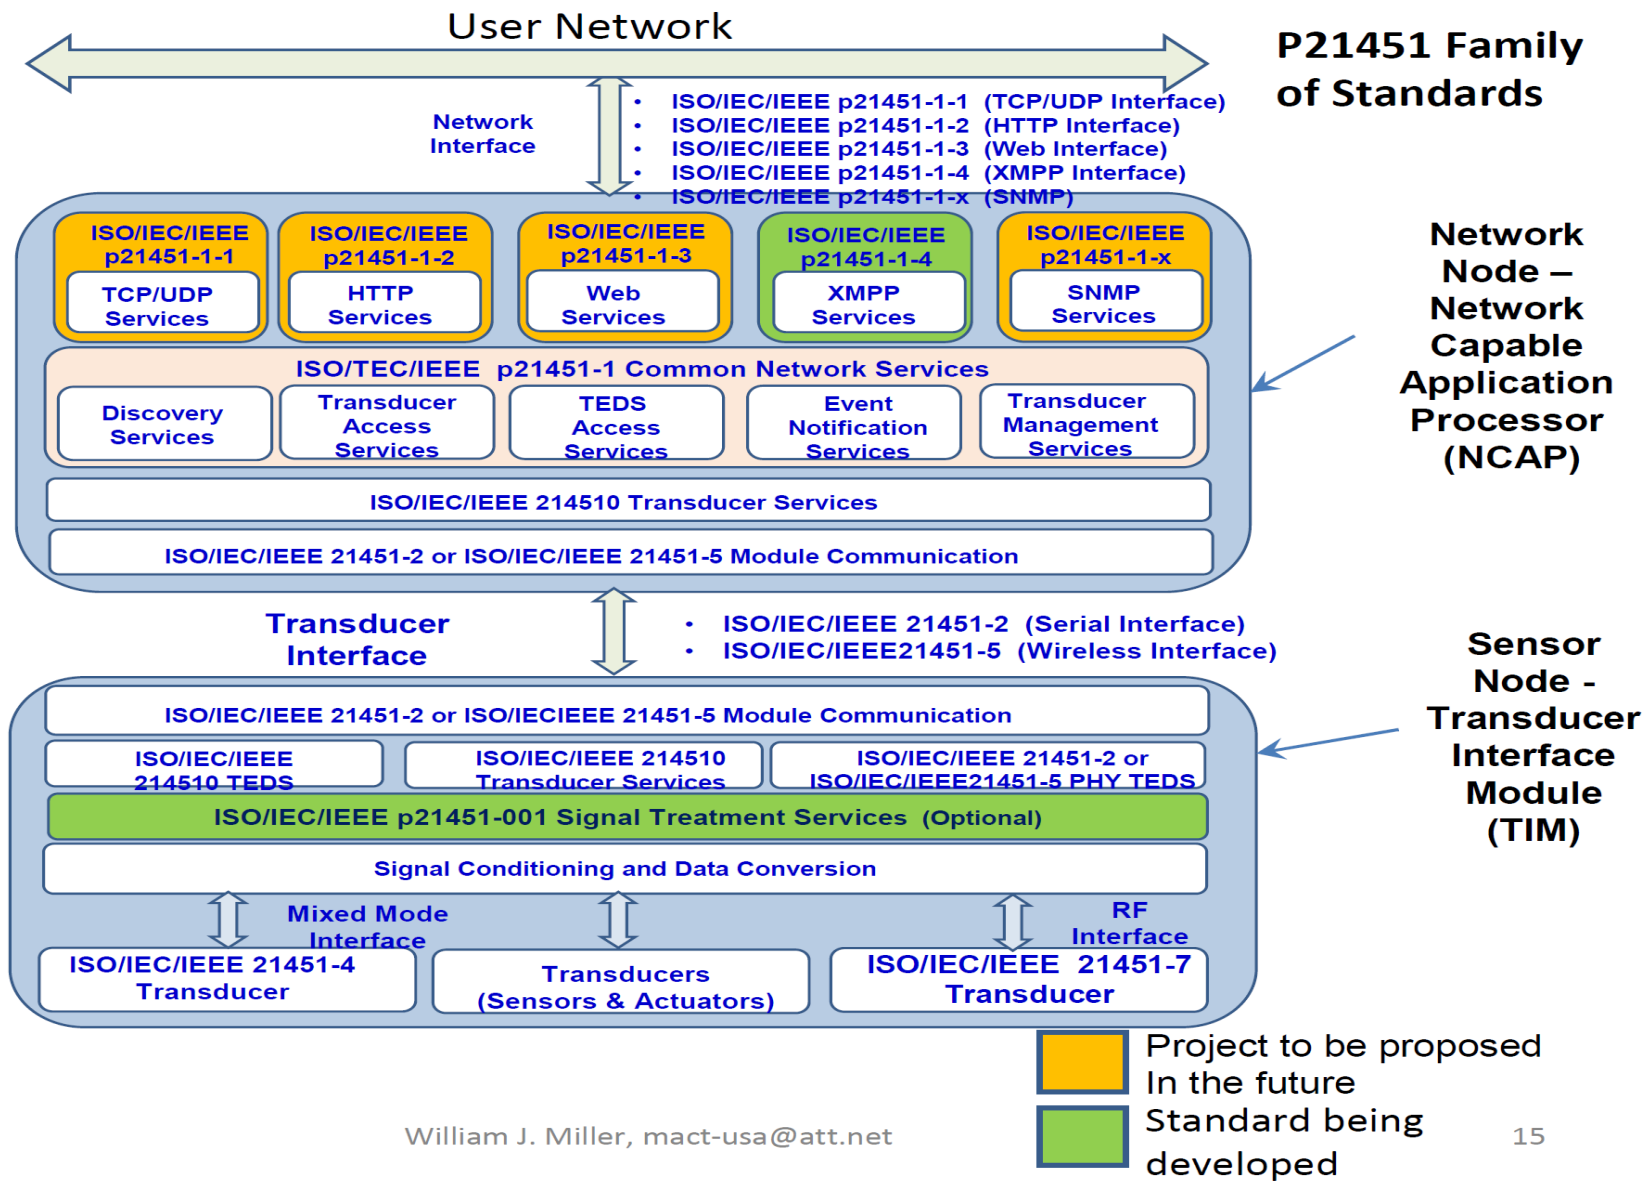 User Network
P21451 Family
of Standards
Network
Interface
• ISO/IEC/IEEE p21451-1-1 (TCP/UDP Interface)
• ISO/IEC/IEEE p21451-1-2 (HTTP Interface)
• ISO/IEC/IEEE p21451-1-3 (Web Interface)
• ISO/IEC/IEEE p21451-1-4 (XMPP Interface)
• ISO/IEC/IEEE p21451-1-x (SNMP)
ISO/IEC/IEEE
p21451-1-1
TCP/UDP
Services
ISO/IEC/IEEE
p21451-1-2
HTTP
Services
ISO/IEC/IEEE
p21451-1-3
Web
Services
ISO/IEC/IEEE
p21451-1-4
XMPP
Services
ISO/IEC/IEEE
p21451-1-x
SNMP
Services
ISO/TEC/IEEE p21451-1 Common Network Services
Discovery
Services
Transducer
Access
Services
TEDS
Access
Services
Event
Notification
Services
Transducer
Management
Services
ISO/IEC/IEEE 214510 Transducer Services
ISO/IEC/IEEE 21451-2 or ISO/IEC/IEEE 21451-5 Module Communication
Network
Node –
Network
Capable
Application
Processor
(NCAP)
Transducer
Interface
• ISO/IEC/IEEE 21451-2 (Serial Interface)
• ISO/IEC/IEEE21451-5 (Wireless Interface)
ISO/IEC/IEEE 21451-2 or ISO/IECIEEE 21451-5 Module Communication
ISO/IEC/IEEE
214510 TEDS
ISO/IEC/IEEE 214510
Transducer Services
ISO/IEC/IEEE 21451-2 or
ISO/IEC/IEEE21451-5 PHY TEDS
ISO/IEC/IEEE p21451-001 Signal Treatment Services (Optional)
Signal Conditioning and Data Conversion
Mixed Mode
Interface
RF
Interface
ISO/IEC/IEEE 21451-4
Transducer
Transducers
(Sensors & Actuators)
ISO/IEC/IEEE 21451-7
Transducer
Sensor
Node -
Transducer
Interface
Module
(TIM)
Project to be proposed
In the future
Standard being
developed
William J. Miller, mact-usa@att.net
15